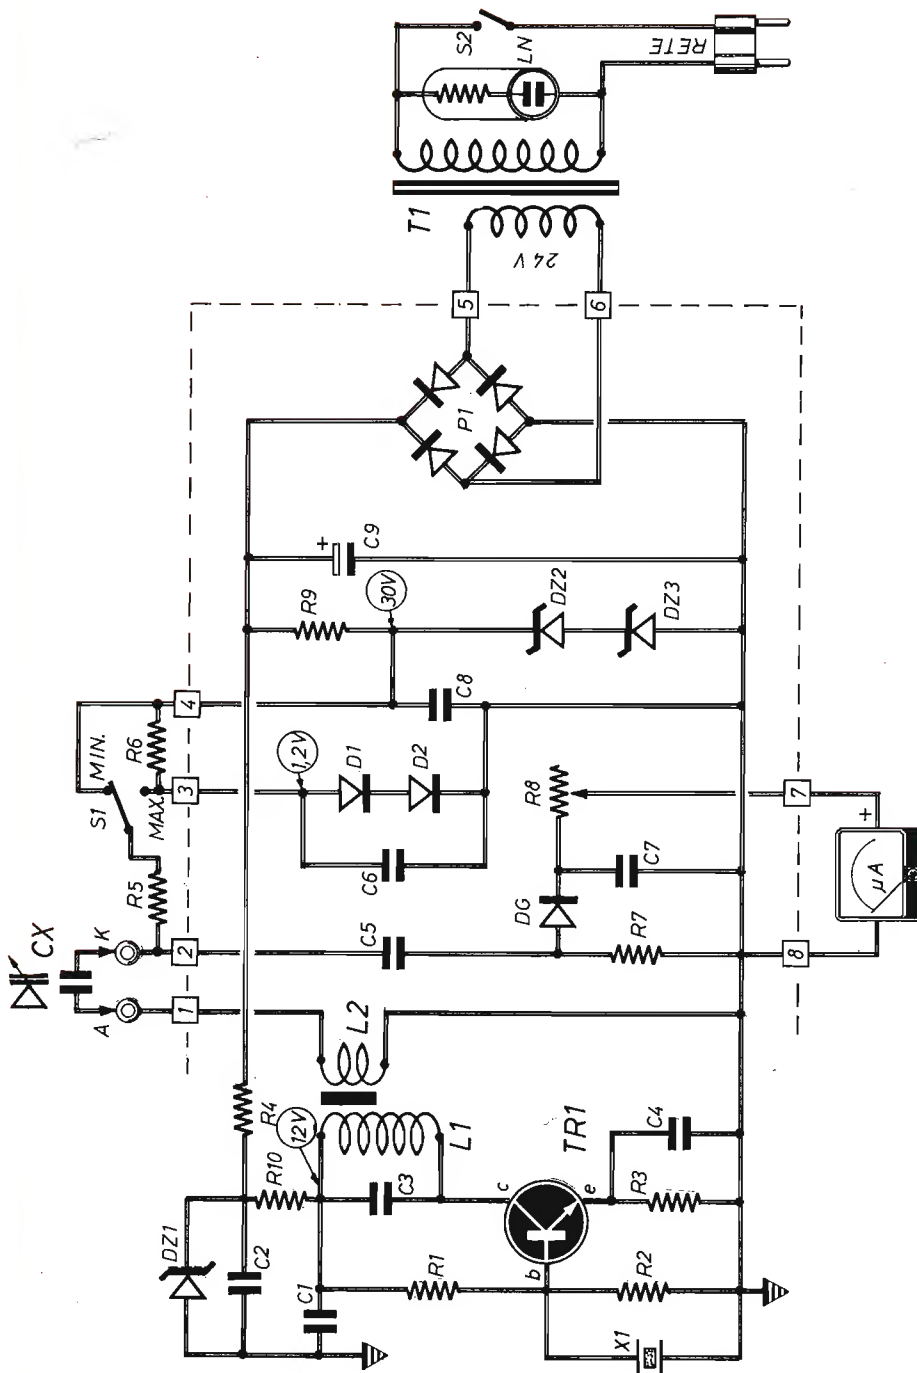 S2
LN
RETE
T1
24V
5
6
P1
+
C9
R9
30V
DZ2
DZ3
4
C8
MIN.
R6
S1
MAX.
3
1,2V
D1
D2
R8
7
+
µA
R5
C6
C7
CX
K
2
C5
DG
R7
8
A
1
L2
R4
12V
L1
TR1
C4
R10
C3
c
e
R3
DZ1
C2
C1
R1
b
R2
X1